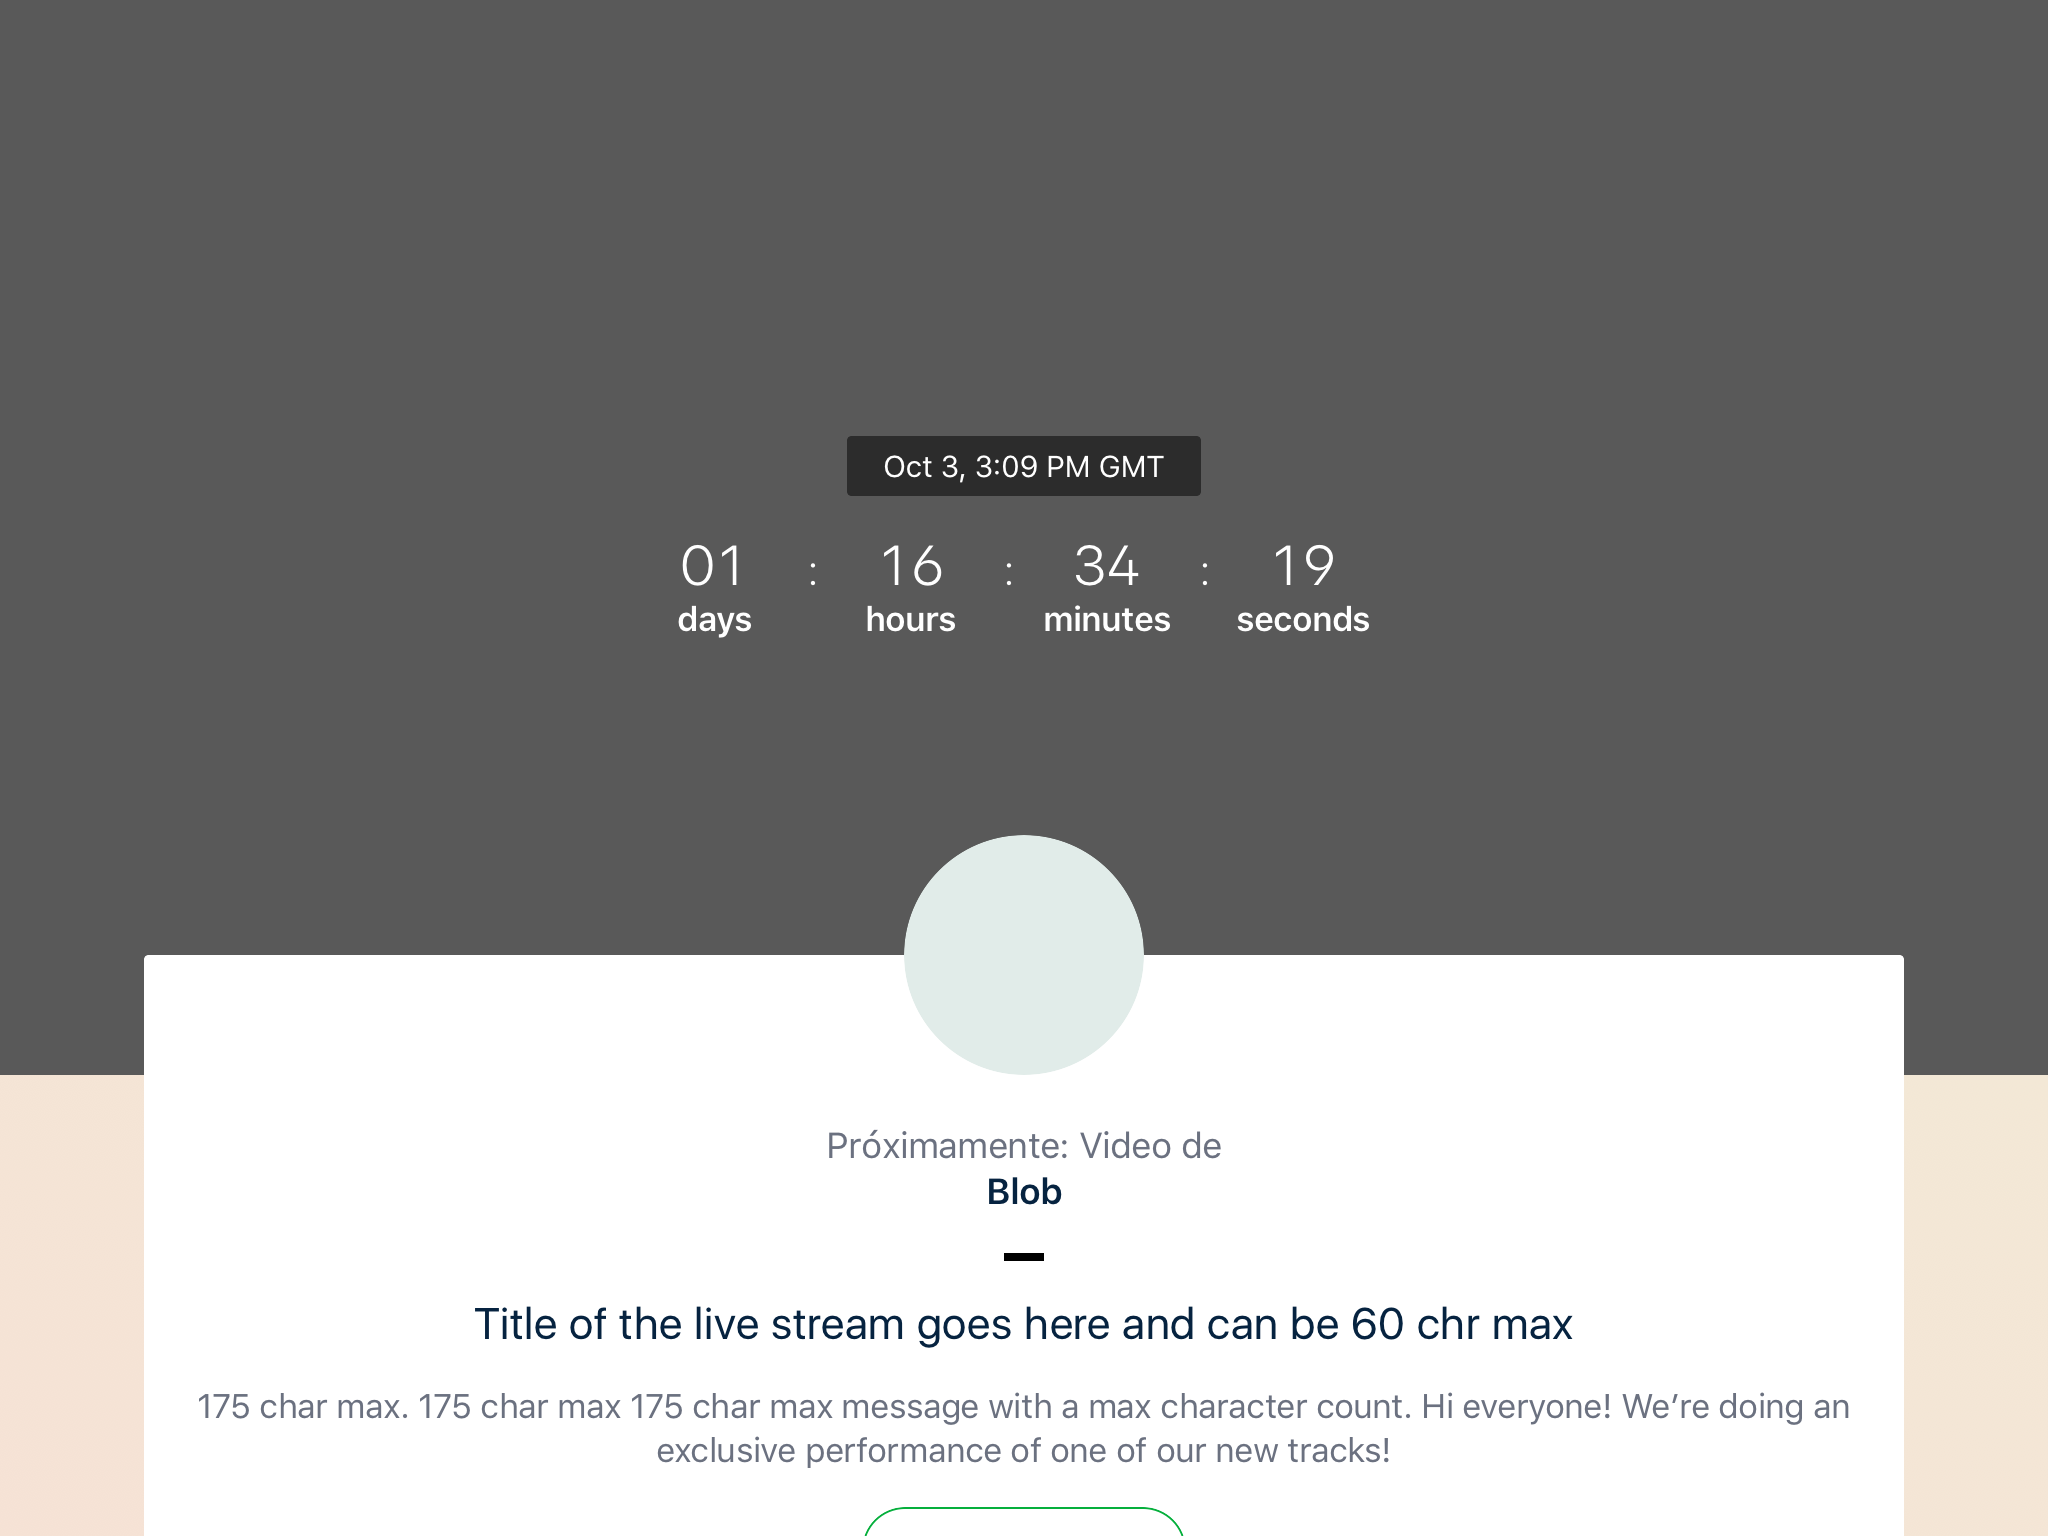 Oct 3, 3:09 PM GMT
01 : 16 : 34 : 19
days hours minutes seconds
Próximamente: Video de
Blob
Title of the live stream goes here and can be 60 chr max
175 char max. 175 char max 175 char max message with a max character count. Hi everyone! We’re doing an
exclusive performance of one of our new tracks!